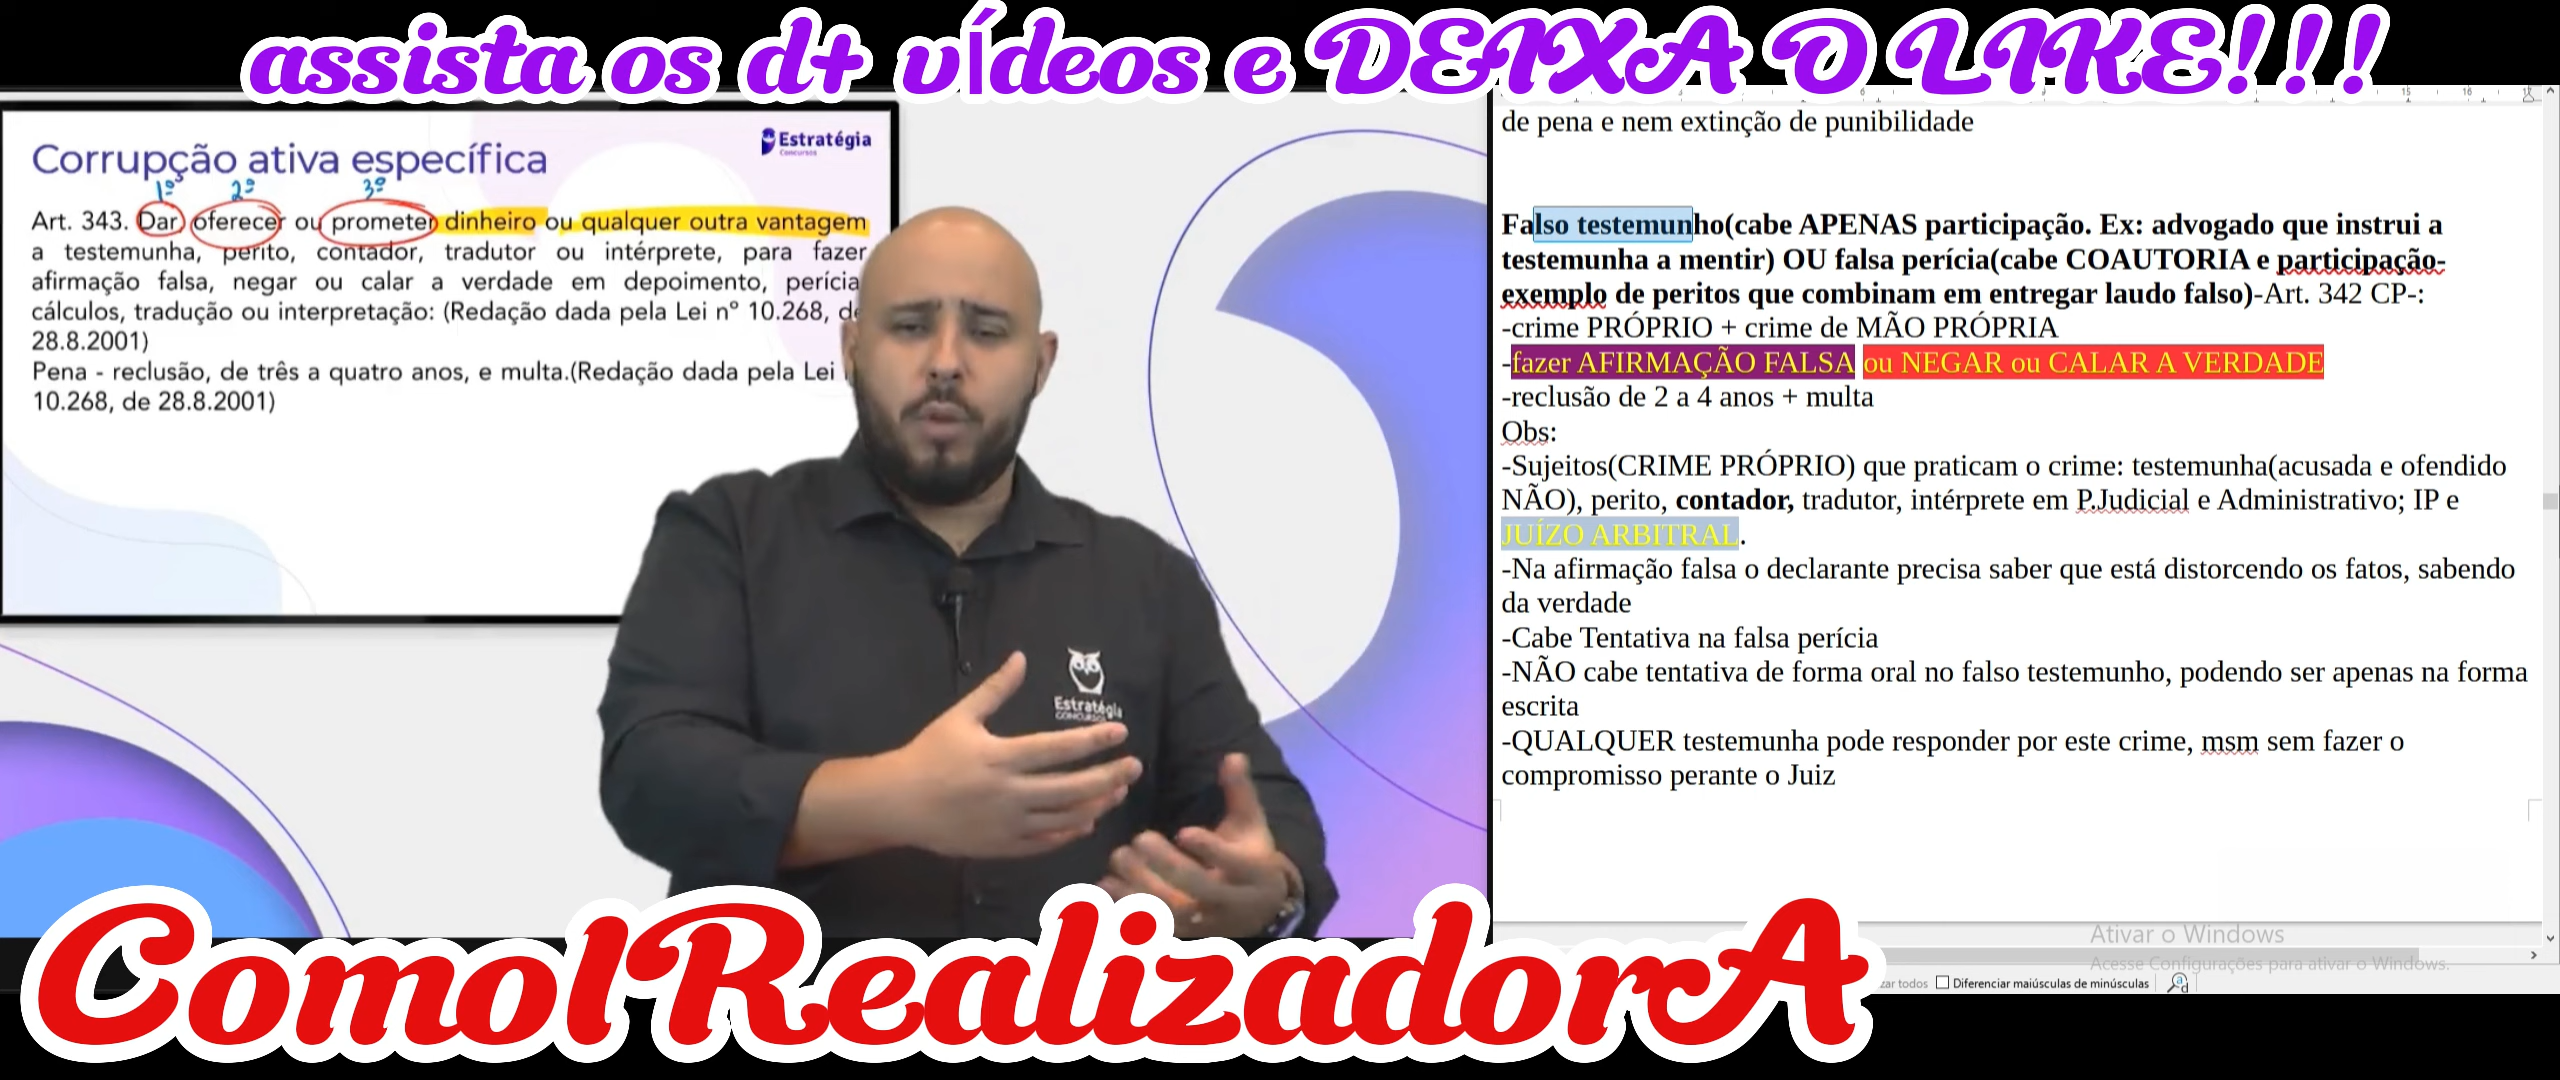 assista os d+ vÍdeos e DEIXA O LIKE!!!
Estratégia
Concursos
Corrupção ativa específica
1º 2º 3º
Art. 343. Dar, oferecer ou prometer dinheiro ou qualquer outra vantagem
a testemunha, perito, contador, tradutor ou intérprete, para fazer
afirmação falsa, negar ou calar a verdade em depoimento, perícia
cálculos, tradução ou interpretação: (Redação dada pela Lei nº 10.268, de
28.8.2001)
Pena - reclusão, de três a quatro anos, e multa.(Redação dada pela Lei
10.268, de 28.8.2001)
Estratégia
CONCURSOS
de pena e nem extinção de punibilidade
Falso testemunho(cabe APENAS participação. Ex: advogado que instrui a
testemunha a mentir) OU falsa perícia(cabe COAUTORIA e participação-
exemplo de peritos que combinam em entregar laudo falso)-Art. 342 CP-:
-crime PRÓPRIO + crime de MÃO PRÓPRIA
-fazer AFIRMAÇÃO FALSA ou NEGAR ou CALAR A VERDADE
-reclusão de 2 a 4 anos + multa
Obs:
-Sujeitos(CRIME PRÓPRIO) que praticam o crime: testemunha(acusada e ofendido
NÃO), perito, contador, tradutor, intérprete em P.Judicial e Administrativo; IP e
JUÍZO ARBITRAL.
-Na afirmação falsa o declarante precisa saber que está distorcendo os fatos, sabendo
da verdade
-Cabe Tentativa na falsa perícia
-NÃO cabe tentativa de forma oral no falso testemunho, podendo ser apenas na forma
escrita
-QUALQUER testemunha pode responder por este crime, msm sem fazer o
compromisso perante o Juiz
Ativar o Windows
Acesse Configurações para ativar o Windows.
zar todos Diferenciar maiúsculas de minúsculas
ComolRealizadorA